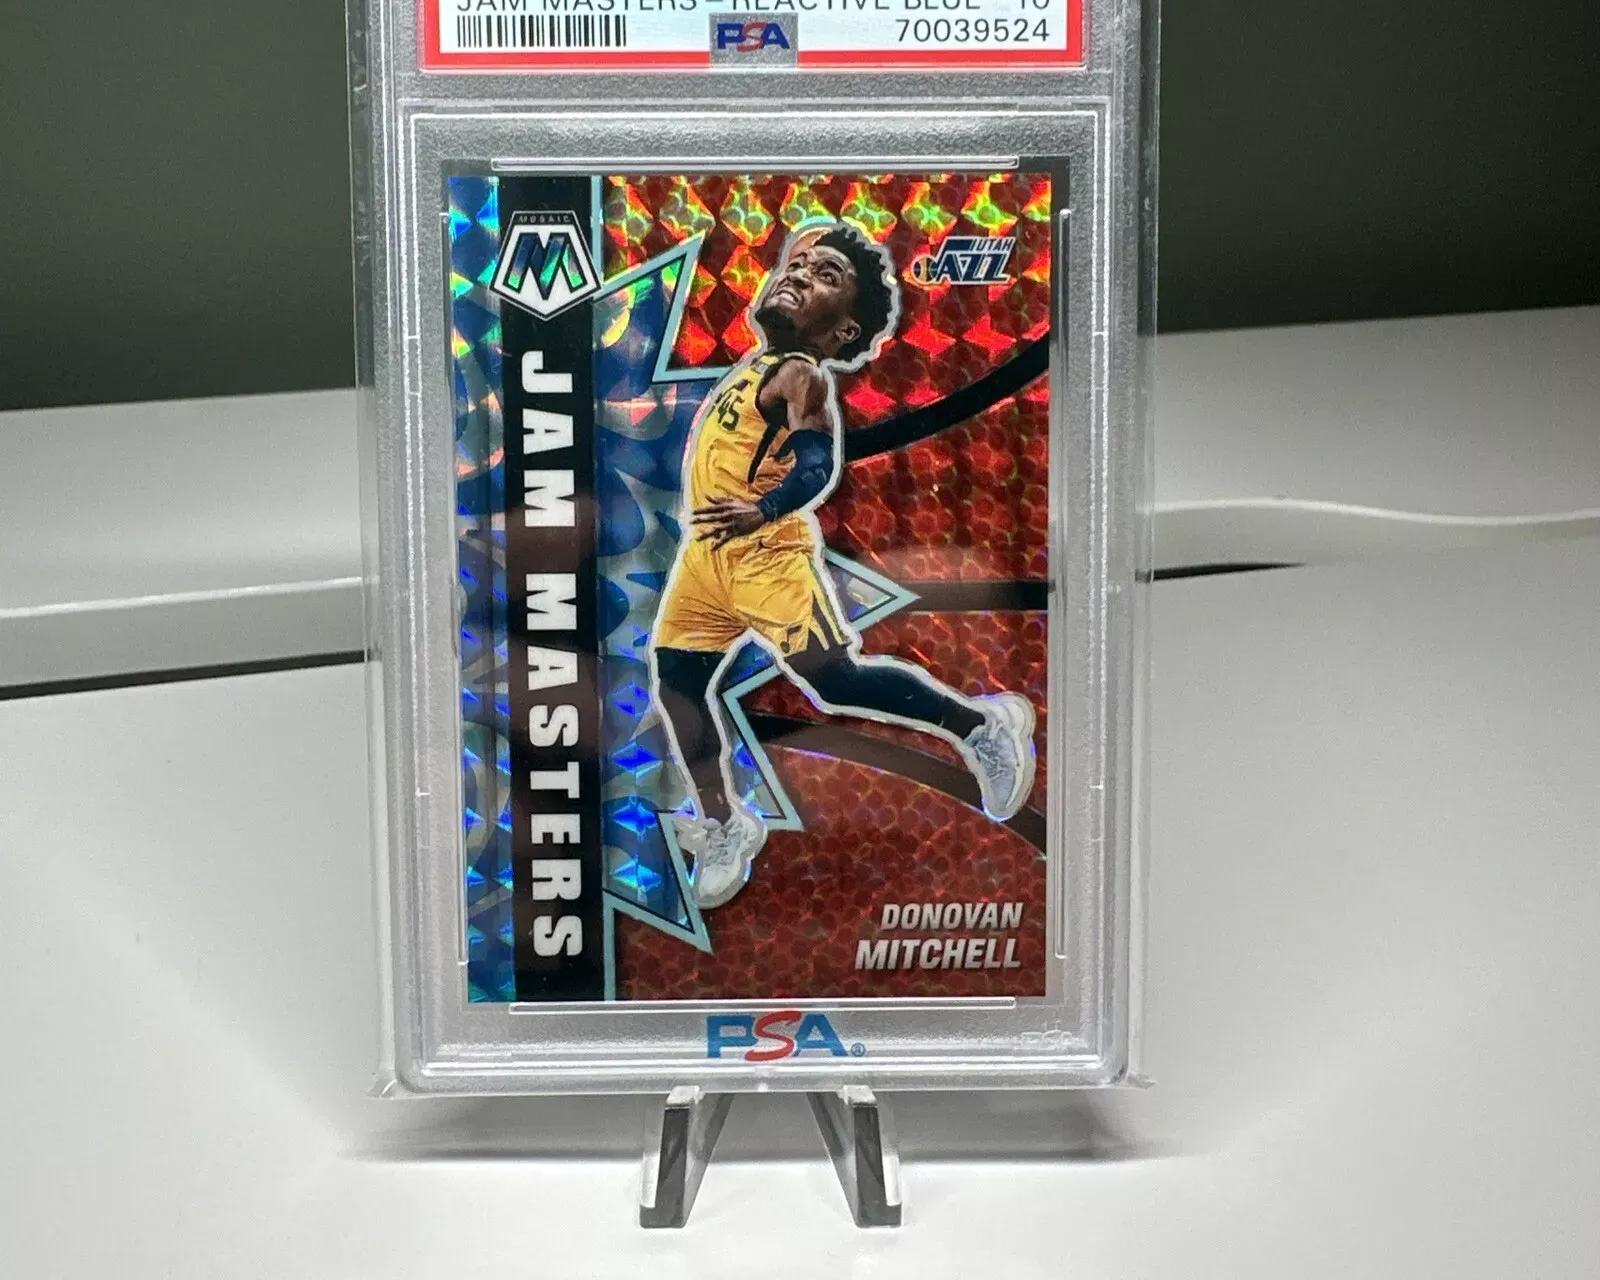 JAM MASTERS-REACTIVE BLUE 10
PSA 70039524
MOSAIC
M
UTAH
JAZZ
JAM MASTERS
45
DONOVAN
MITCHELL
PSA®